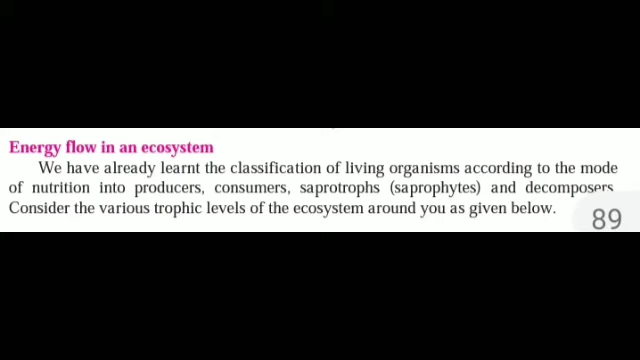 Energy flow in an ecosystem
We have already learnt the classification of living organisms according to the mode
of nutrition into producers, consumers, saprotrophs (saprophytes) and decomposers.
Consider the various trophic levels of the ecosystem around you as given below.
89